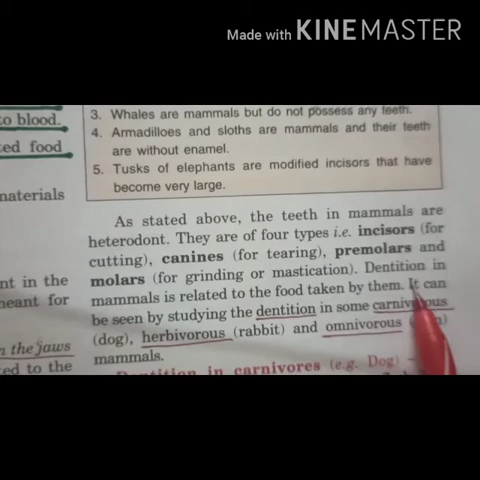 Made with KINEMASTER
to blood.
ted food
materials
nt in the
neant for
n the jaws
ted to the
3. Whales are mammals but do not possess any teeth.
4. Armadilloes and sloths are mammals and their teeth
are without enamel.
5. Tusks of elephants are modified incisors that have
become very large.
As stated above, the teeth in mammals are
heterodont. They are of four types i.e. incisors (for
cutting), canines (for tearing), premolars and
molars (for grinding or mastication). Dentition in
mammals is related to the food taken by them. It can
be seen by studying the dentition in some carnivorous
(dog), herbivorous (rabbit) and omnivorous
mammals.
Dentition in carnivores (e.g. Dog)